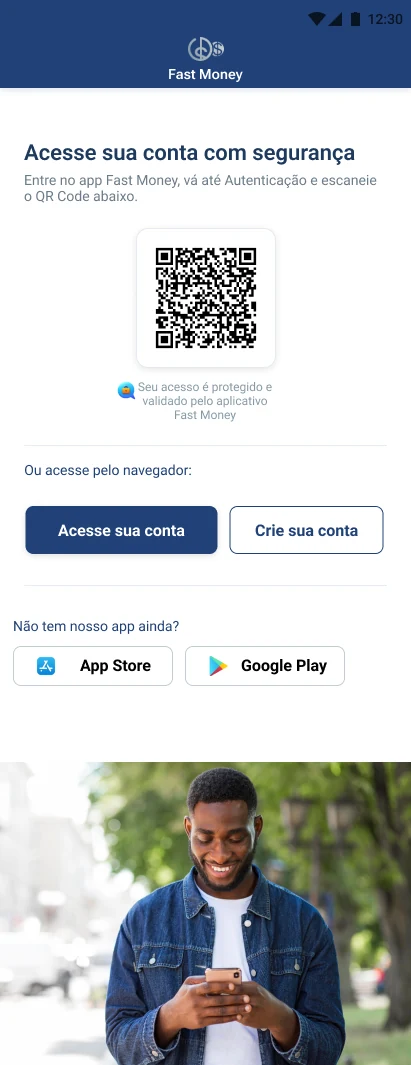 12:30
Fast Money
Acesse sua conta com segurança
Entre no app Fast Money, vá até Autenticação e escaneie
o QR Code abaixo.
Seu acesso é protegido e
validado pelo aplicativo
Fast Money
Ou acesse pelo navegador:
Acesse sua conta
Crie sua conta
Não tem nosso app ainda?
App Store
Google Play